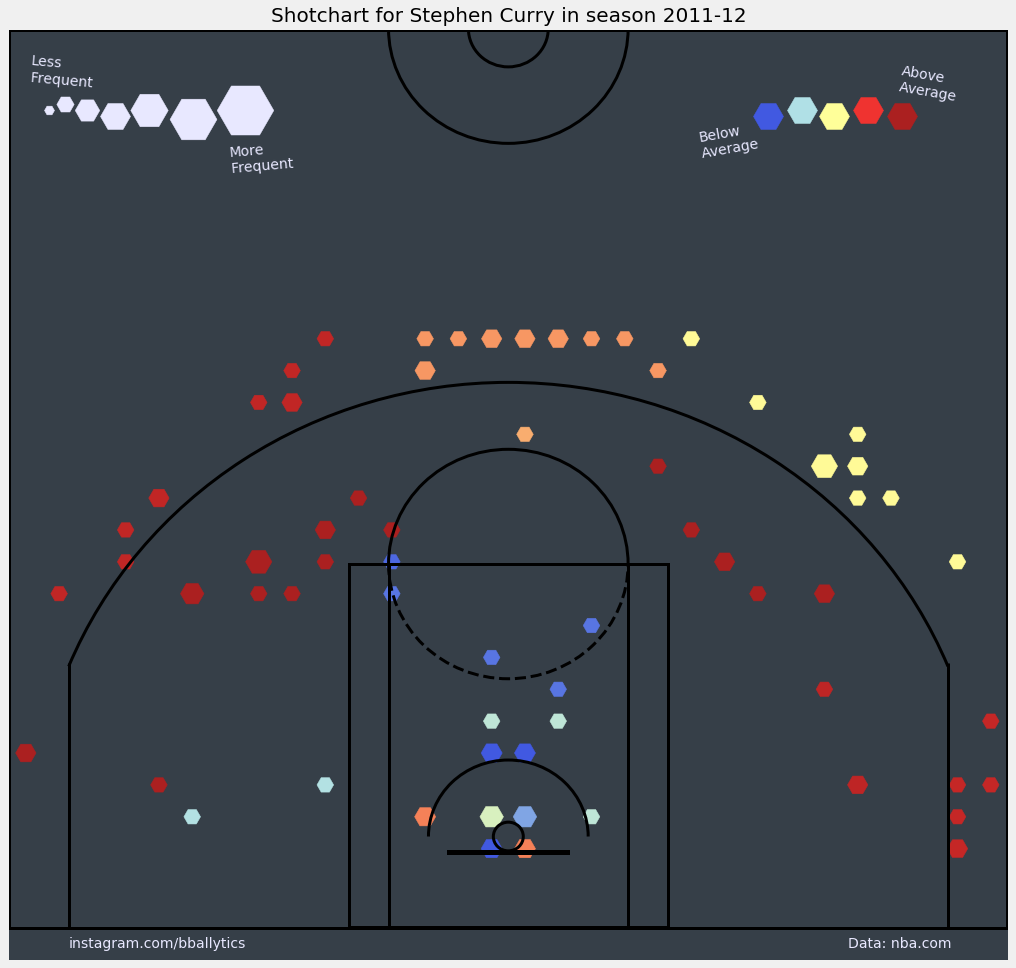 Shotchart for Stephen Curry in season 2011-12
Less
Frequent
More
Frequent
Above
Average
Below
Average
instagram.com/bballytics
Data: nba.com